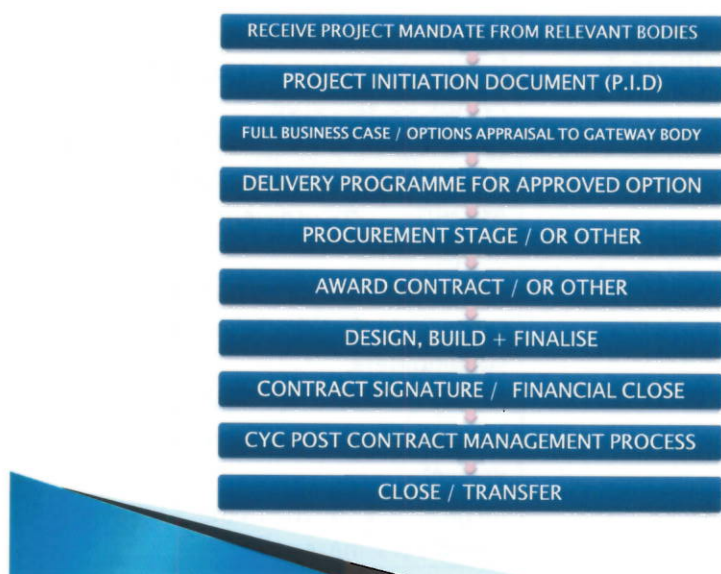 RECEIVE PROJECT MANDATE FROM RELEVANT BODIES
PROJECT INITIATION DOCUMENT (P.I.D)
FULL BUSINESS CASE / OPTIONS APPRAISAL TO GATEWAY BODY
DELIVERY PROGRAMME FOR APPROVED OPTION
PROCUREMENT STAGE / OR OTHER
AWARD CONTRACT / OR OTHER
DESIGN, BUILD + FINALISE
CONTRACT SIGNATURE / FINANCIAL CLOSE
CYC POST CONTRACT MANAGEMENT PROCESS
CLOSE / TRANSFER